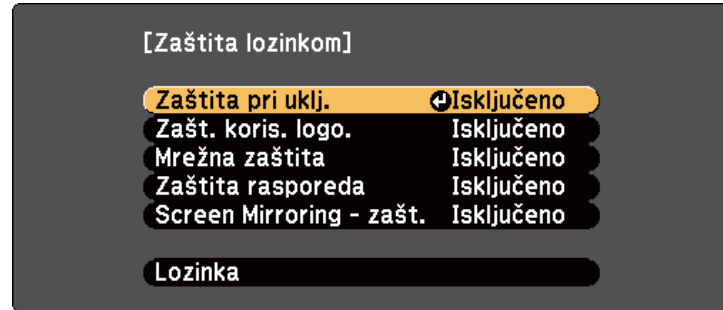 [Zaštita lozinkom]
Zaštita pri uklj. Isključeno
Zašt. koris. logo. Isključeno
Mrežna zaštita Isključeno
Zaštita rasporeda Isključeno
Screen Mirroring - zašt. Isključeno
Lozinka